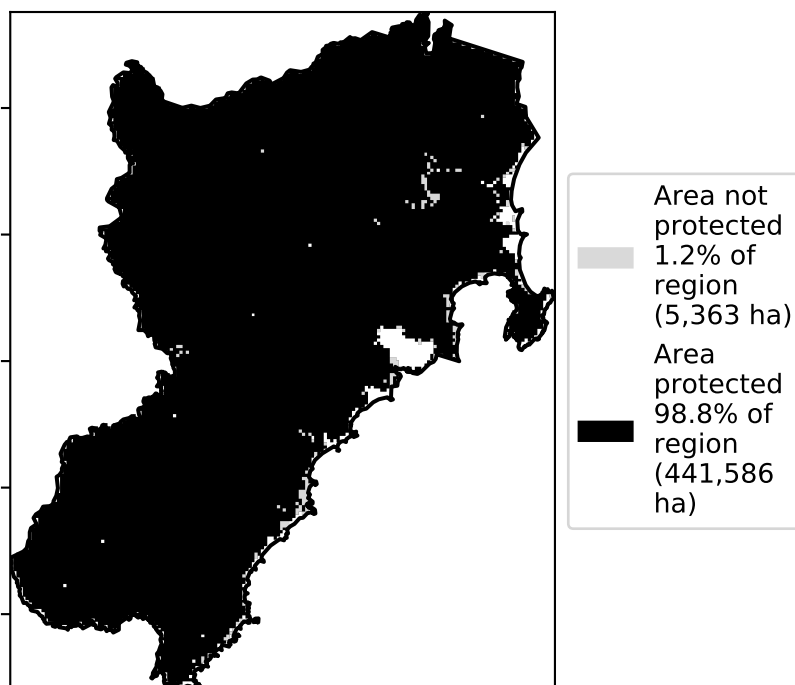 Area not
protected
1.2% of
region
(5,363 ha)
Area
protected
98.8% of
region
(441,586
ha)